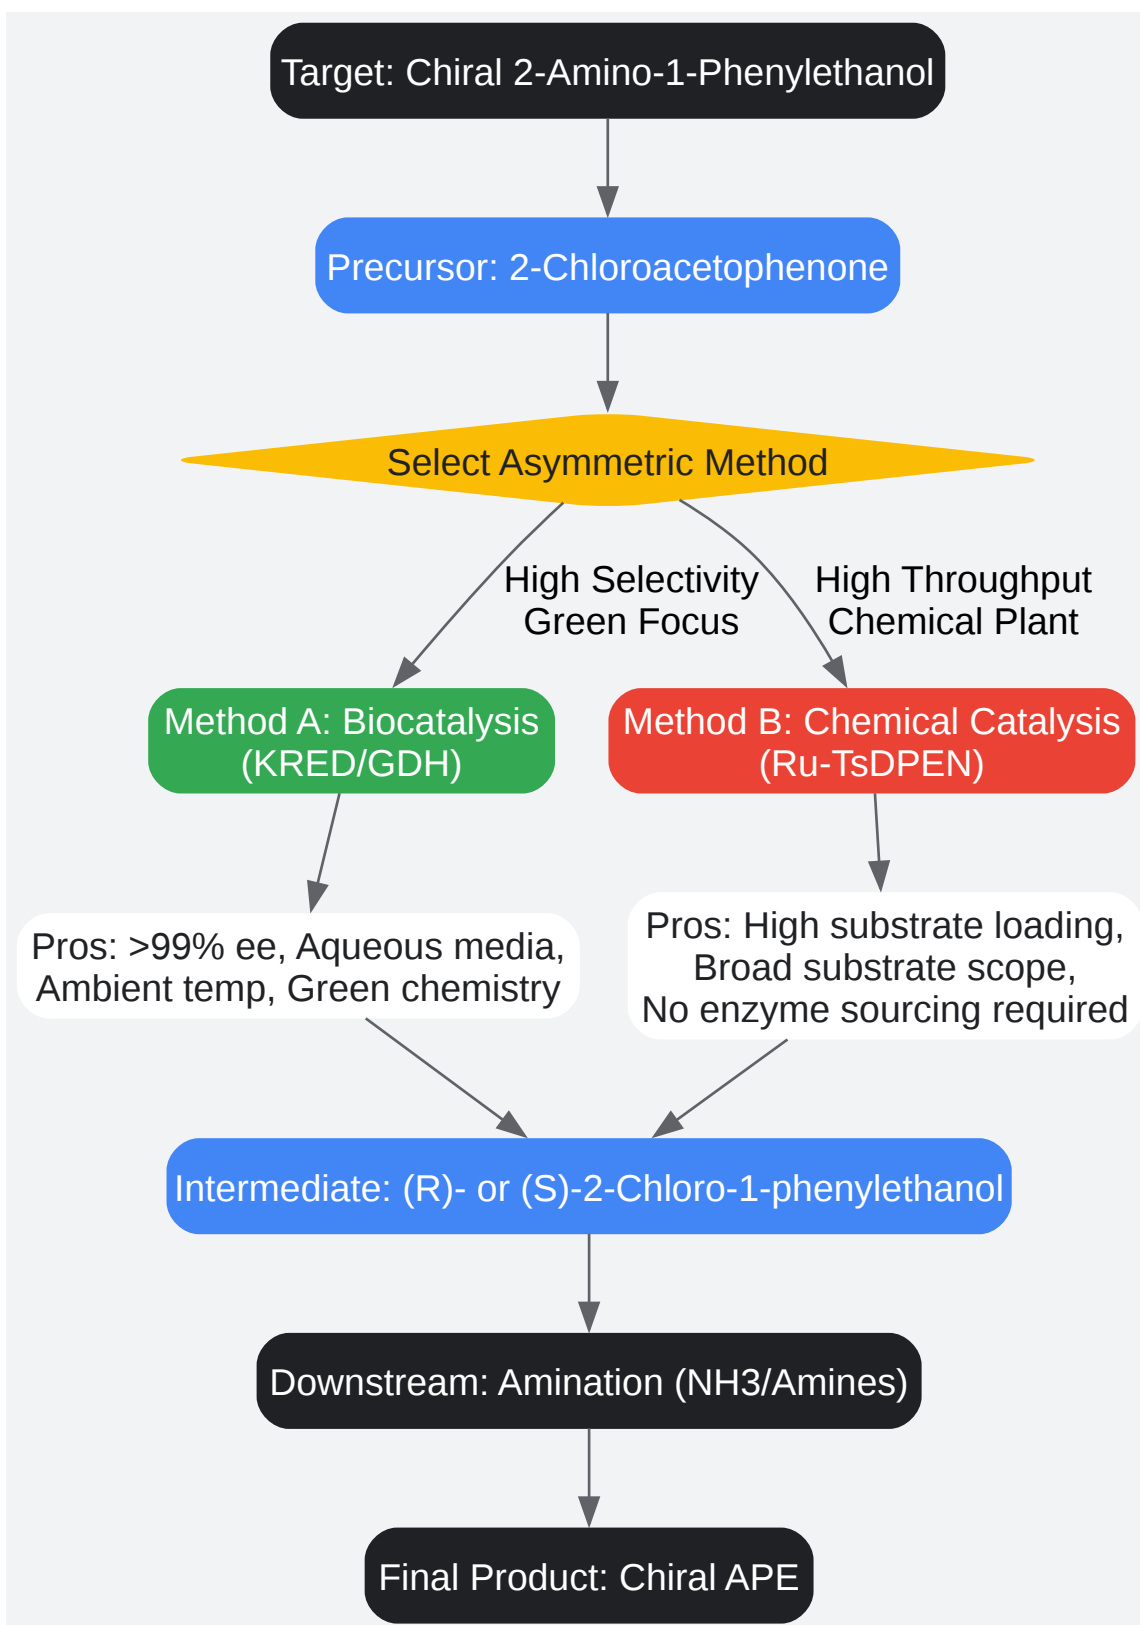 Target: Chiral 2-Amino-1-Phenylethanol
Precursor: 2-Chloroacetophenone
Select Asymmetric Method
High Selectivity
Green Focus
High Throughput
Chemical Plant
Method A: Biocatalysis
(KRED/GDH)
Method B: Chemical Catalysis
(Ru-TsDPEN)
Pros: >99% ee, Aqueous media,
Ambient temp, Green chemistry
Pros: High substrate loading,
Broad substrate scope,
No enzyme sourcing required
Intermediate: (R)- or (S)-2-Chloro-1-phenylethanol
Downstream: Amination (NH3/Amines)
Final Product: Chiral APE